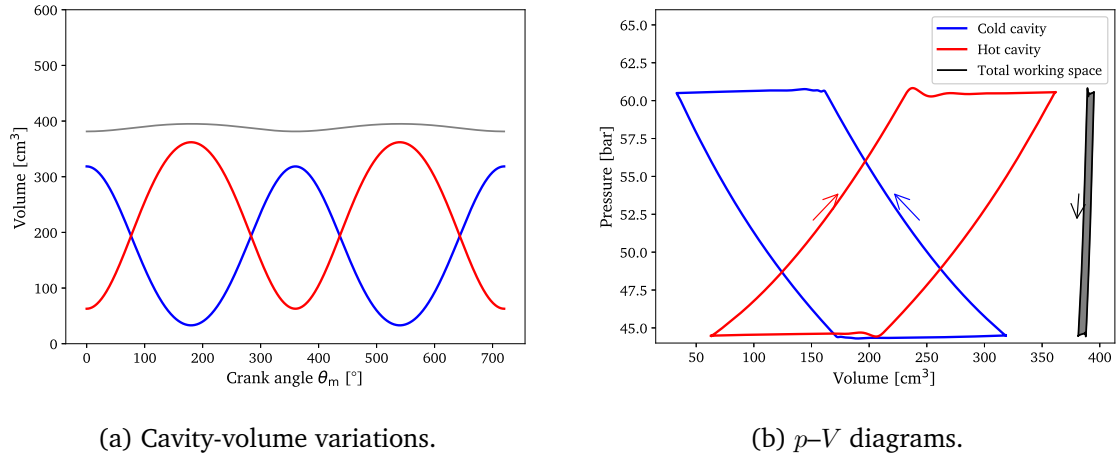 600
500
400
300
200
100
0
Volume [cm³]
0 100 200 300 400 500 600 700
Crank angle θm [°]
(a) Cavity-volume variations.
65.0
62.5
60.0
57.5
55.0
52.5
50.0
47.5
45.0
Pressure [bar]
Cold cavity
Hot cavity
Total working space
50 100 150 200 250 300 350 400
Volume [cm³]
(b) p–V diagrams.